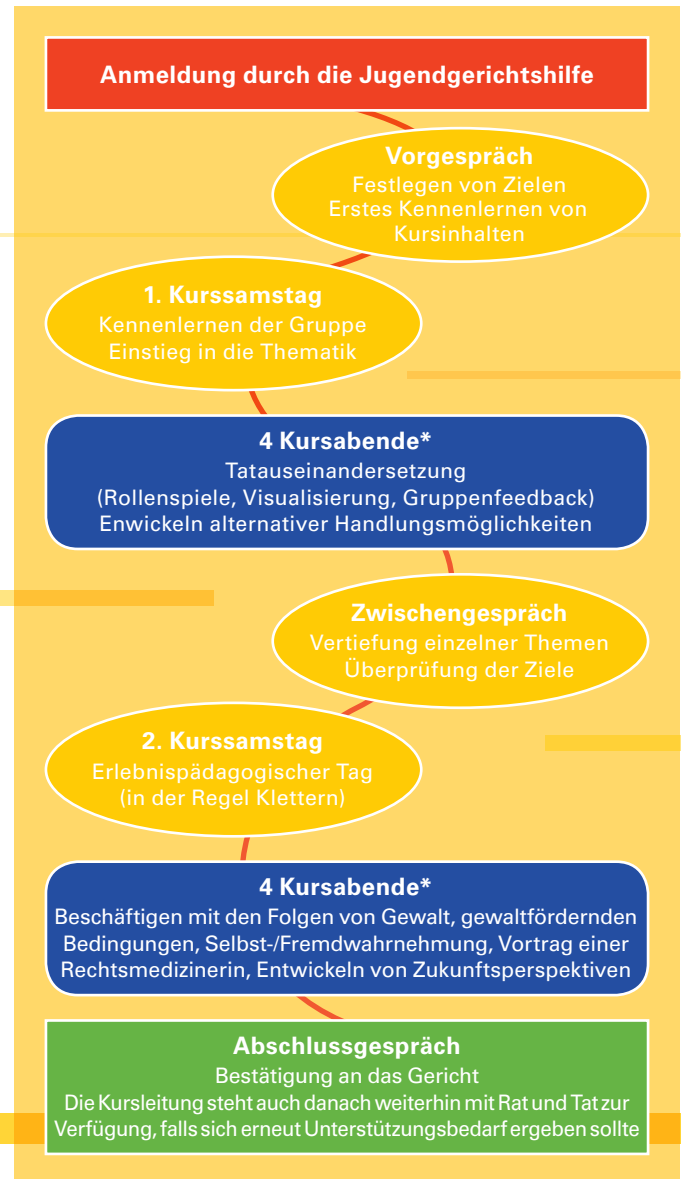 Anmeldung durch die Jugendgerichtshilfe
Vorgespräch
Festlegen von Zielen
Erstes Kennenlernen von
Kursinhalten
1. Kurssamstag
Kennenlernen der Gruppe
Einstieg in die Thematik
4 Kursabende*
Tatauseinandersetzung
(Rollenspiele, Visualisierung, Gruppenfeedback)
Enwickeln alternativer Handlungsmöglichkeiten
Zwischengespräch
Vertiefung einzelner Themen
Überprüfung der Ziele
2. Kurssamstag
Erlebnispädagogischer Tag
(in der Regel Klettern)
4 Kursabende*
Beschäftigen mit den Folgen von Gewalt, gewaltfördernden
Bedingungen, Selbst-/Fremdwahrnehmung, Vortrag einer
Rechtsmedizinerin, Entwickeln von Zukunftsperspektiven
Abschlussgespräch
Bestätigung an das Gericht
Die Kursleitung steht auch danach weiterhin mit Rat und Tat zur
Verfügung, falls sich erneut Unterstützungsbedarf ergeben sollte